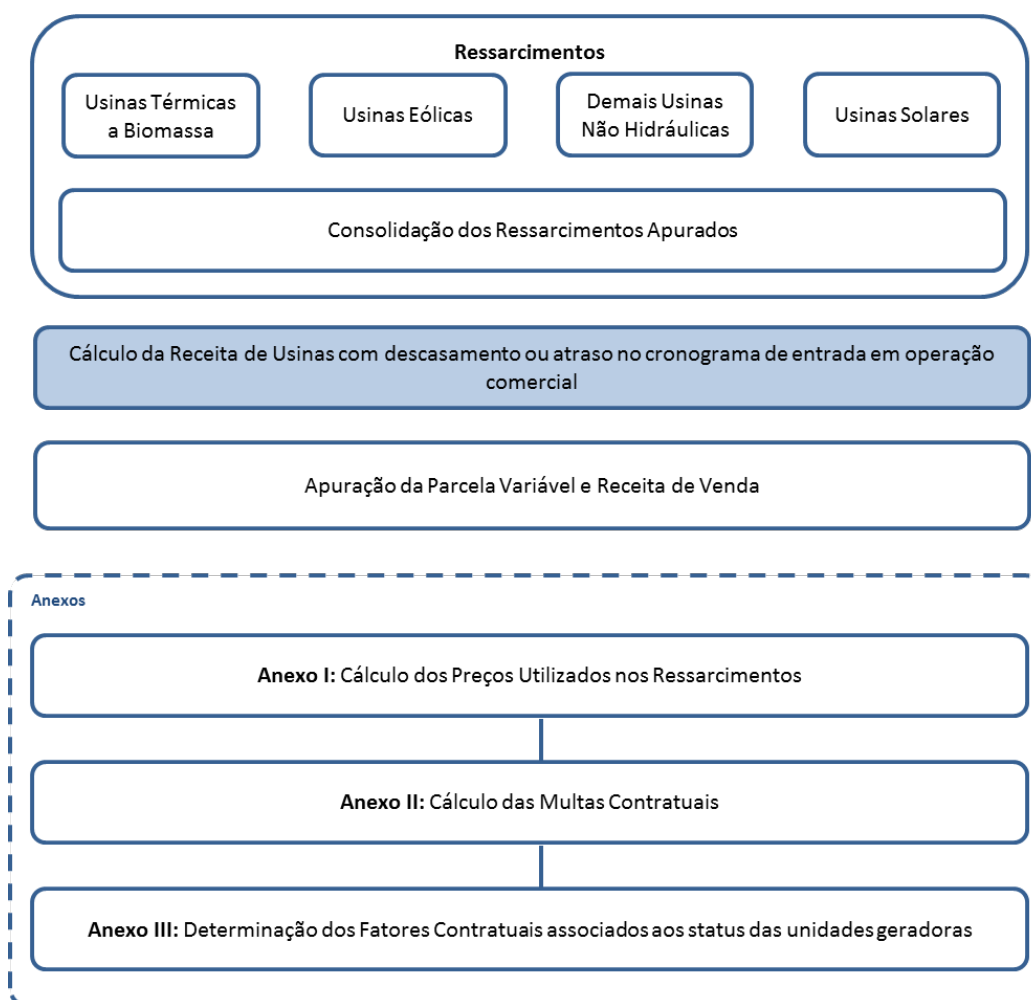 Ressarcimentos
Usinas Térmicas
a Biomassa
Usinas Eólicas
Demais Usinas
Não Hidráulicas
Usinas Solares
Consolidação dos Ressarcimentos Apurados
Cálculo da Receita de Usinas com descasamento ou atraso no cronograma de entrada em operação
comercial
Apuração da Parcela Variável e Receita de Venda
Anexos
Anexo I: Cálculo dos Preços Utilizados nos Ressarcimentos
Anexo II: Cálculo das Multas Contratuais
Anexo III: Determinação dos Fatores Contratuais associados aos status das unidades geradoras